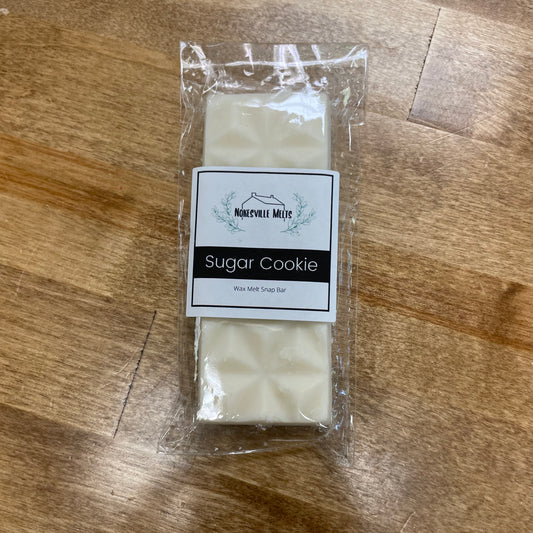 Nokesville Melts
Sugar Cookie
Wax Melt Snap Bar